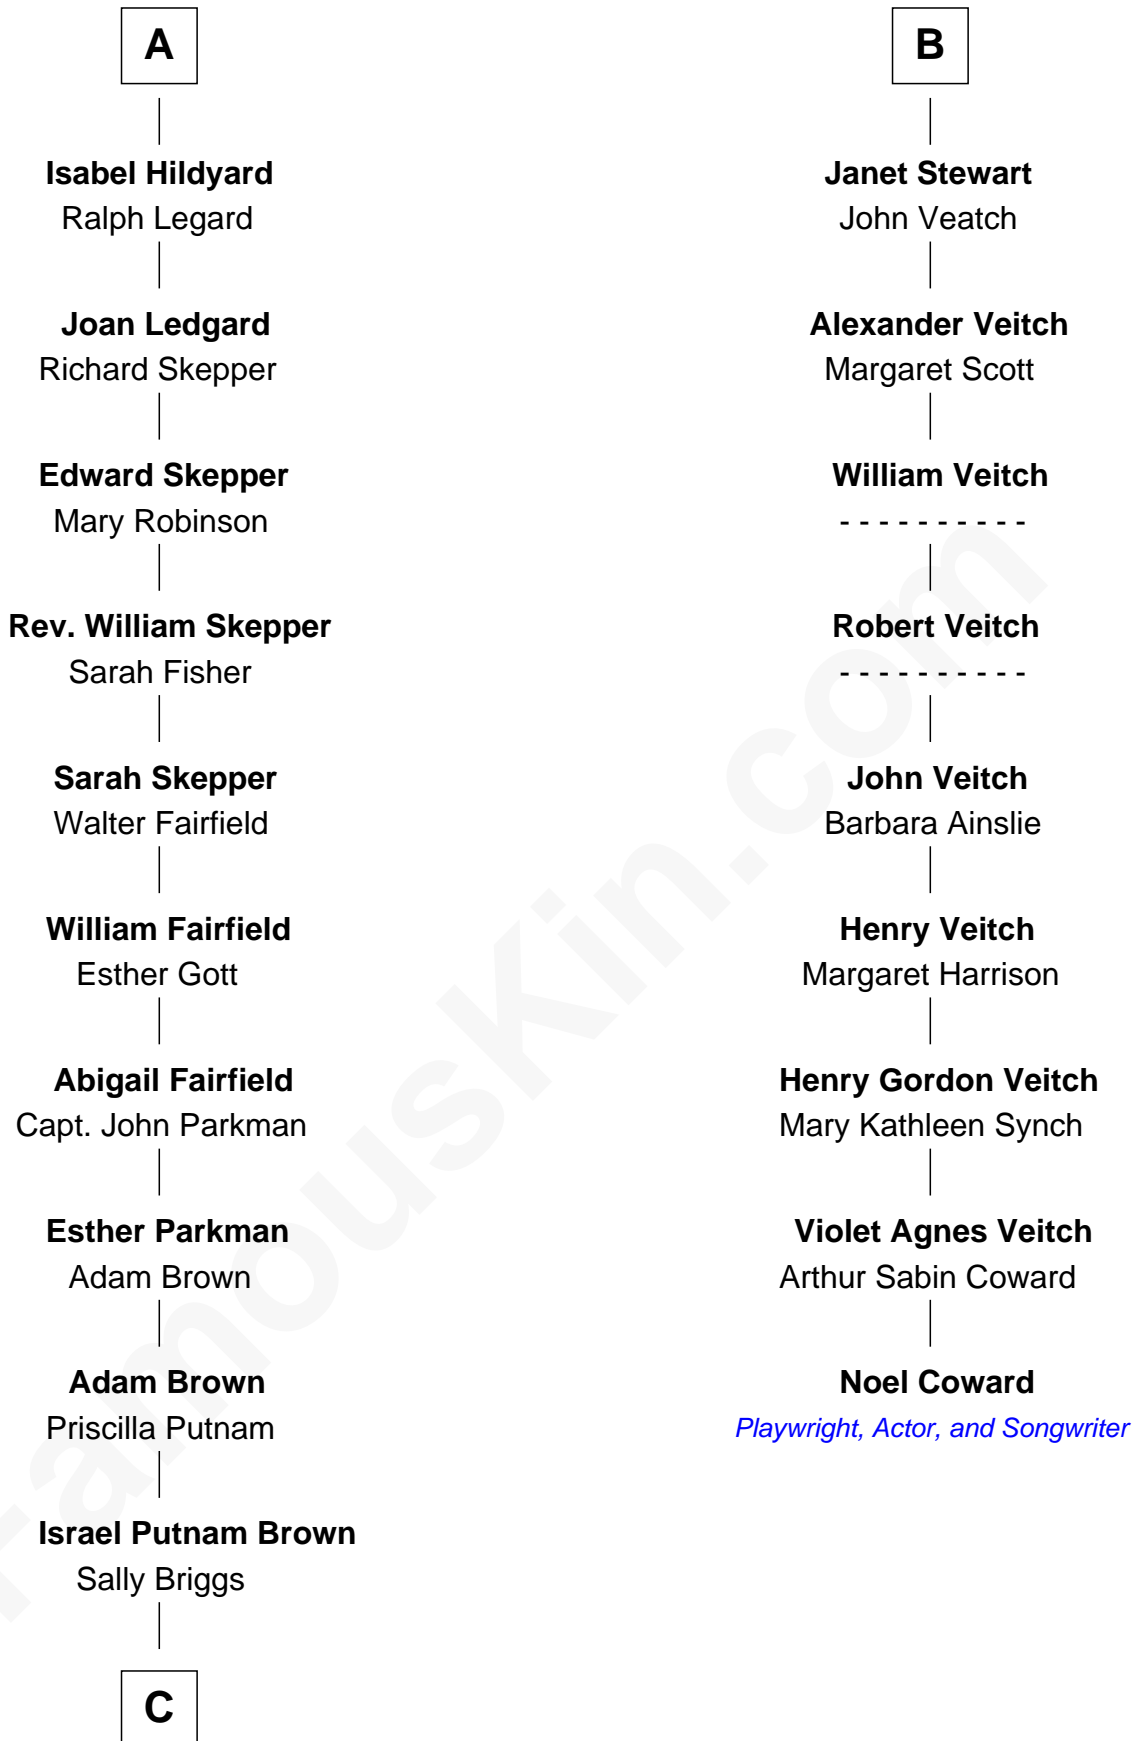 A
Isabel Hildyard
Ralph Legard
Joan Ledgard
Richard Skepper
Edward Skepper
Mary Robinson
Rev. William Skepper
Sarah Fisher
Sarah Skepper
Walter Fairfield
William Fairfield
Esther Gott
Abigail Fairfield
Capt. John Parkman
Esther Parkman
Adam Brown
Adam Brown
Priscilla Putnam
Israel Putnam Brown
Sally Briggs
C
B
Janet Stewart
John Veatch
Alexander Veitch
Margaret Scott
William Veitch
- - - - - - - - - -
Robert Veitch
- - - - - - - - - -
John Veitch
Barbara Ainslie
Henry Veitch
Margaret Harrison
Henry Gordon Veitch
Mary Kathleen Synch
Violet Agnes Veitch
Arthur Sabin Coward
Noel Coward
Playwright, Actor, and Songwriter
FamousKin.com